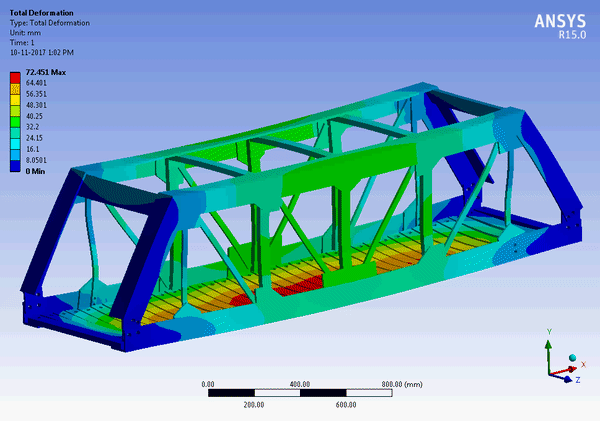 Total Deformation
Type: Total Deformation
Unit: mm
Time: 1
10-11-2017 1:02 PM
ANSYS
R15.0
72.451 Max
64.401
56.351
48.301
40.25
32.2
24.15
16.1
8.0501
0 Min
Y
X
Z
0.00 400.00 800.00 (mm)
200.00 600.00